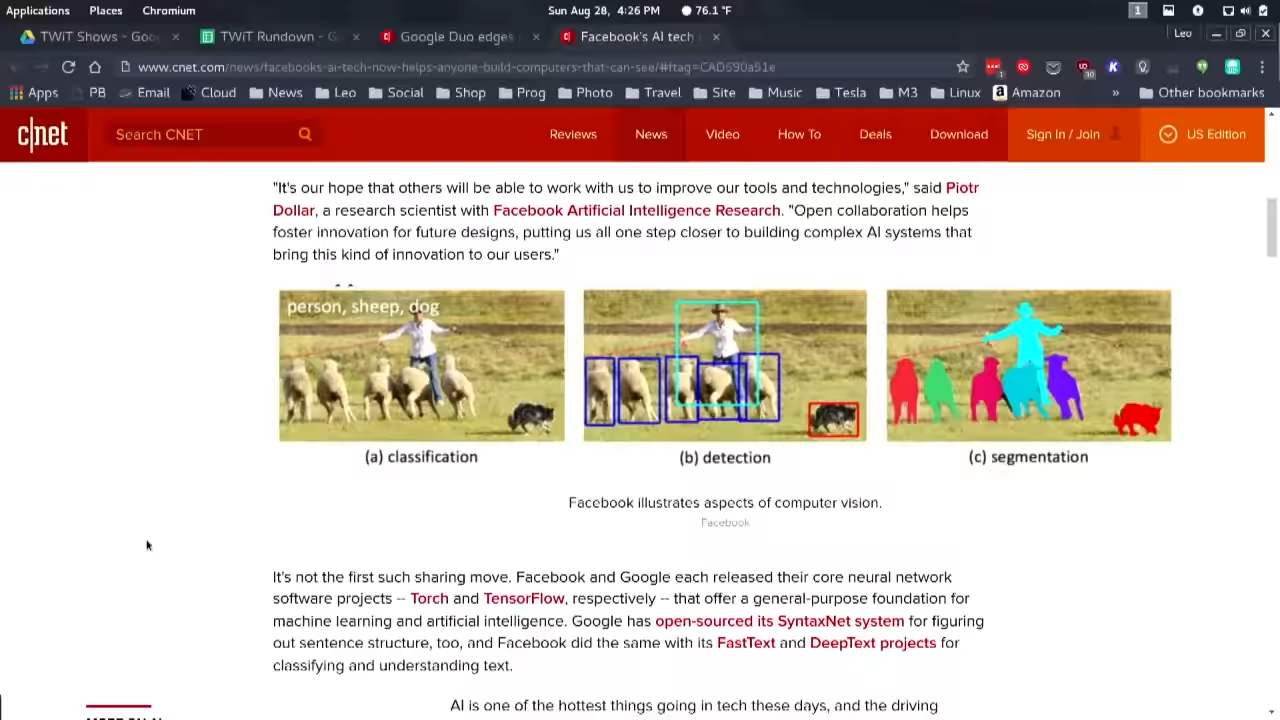 Applications Places Chromium Sun Aug 28, 4:26 PM 76.1 °F 1
TWiT Shows - Goo TWiT Rundown - G Google Duo edges Facebook's AI tech Leo
www.cnet.com/news/facebooks-ai-tech-now-helps-anyone-build-computers-that-can-see/#ftag=CAD590a51e
Apps PB Email Cloud News Leo Social Shop Prog Photo Travel Site Music Tesla M3 Linux Amazon » Other bookmarks
c|net Search CNET Reviews News Video How To Deals Download Sign In / Join US Edition
"It's our hope that others will be able to work with us to improve our tools and technologies," said Piotr
Dollar, a research scientist with Facebook Artificial Intelligence Research. "Open collaboration helps
foster innovation for future designs, putting us all one step closer to building complex AI systems that
bring this kind of innovation to our users."
person, sheep, dog
(a) classification (b) detection (c) segmentation
Facebook illustrates aspects of computer vision.
Facebook
It's not the first such sharing move. Facebook and Google each released their core neural network
software projects -- Torch and TensorFlow, respectively -- that offer a general-purpose foundation for
machine learning and artificial intelligence. Google has open-sourced its SyntaxNet system for figuring
out sentence structure, too, and Facebook did the same with its FastText and DeepText projects for
classifying and understanding text.
AI is one of the hottest things going in tech these days, and the driving